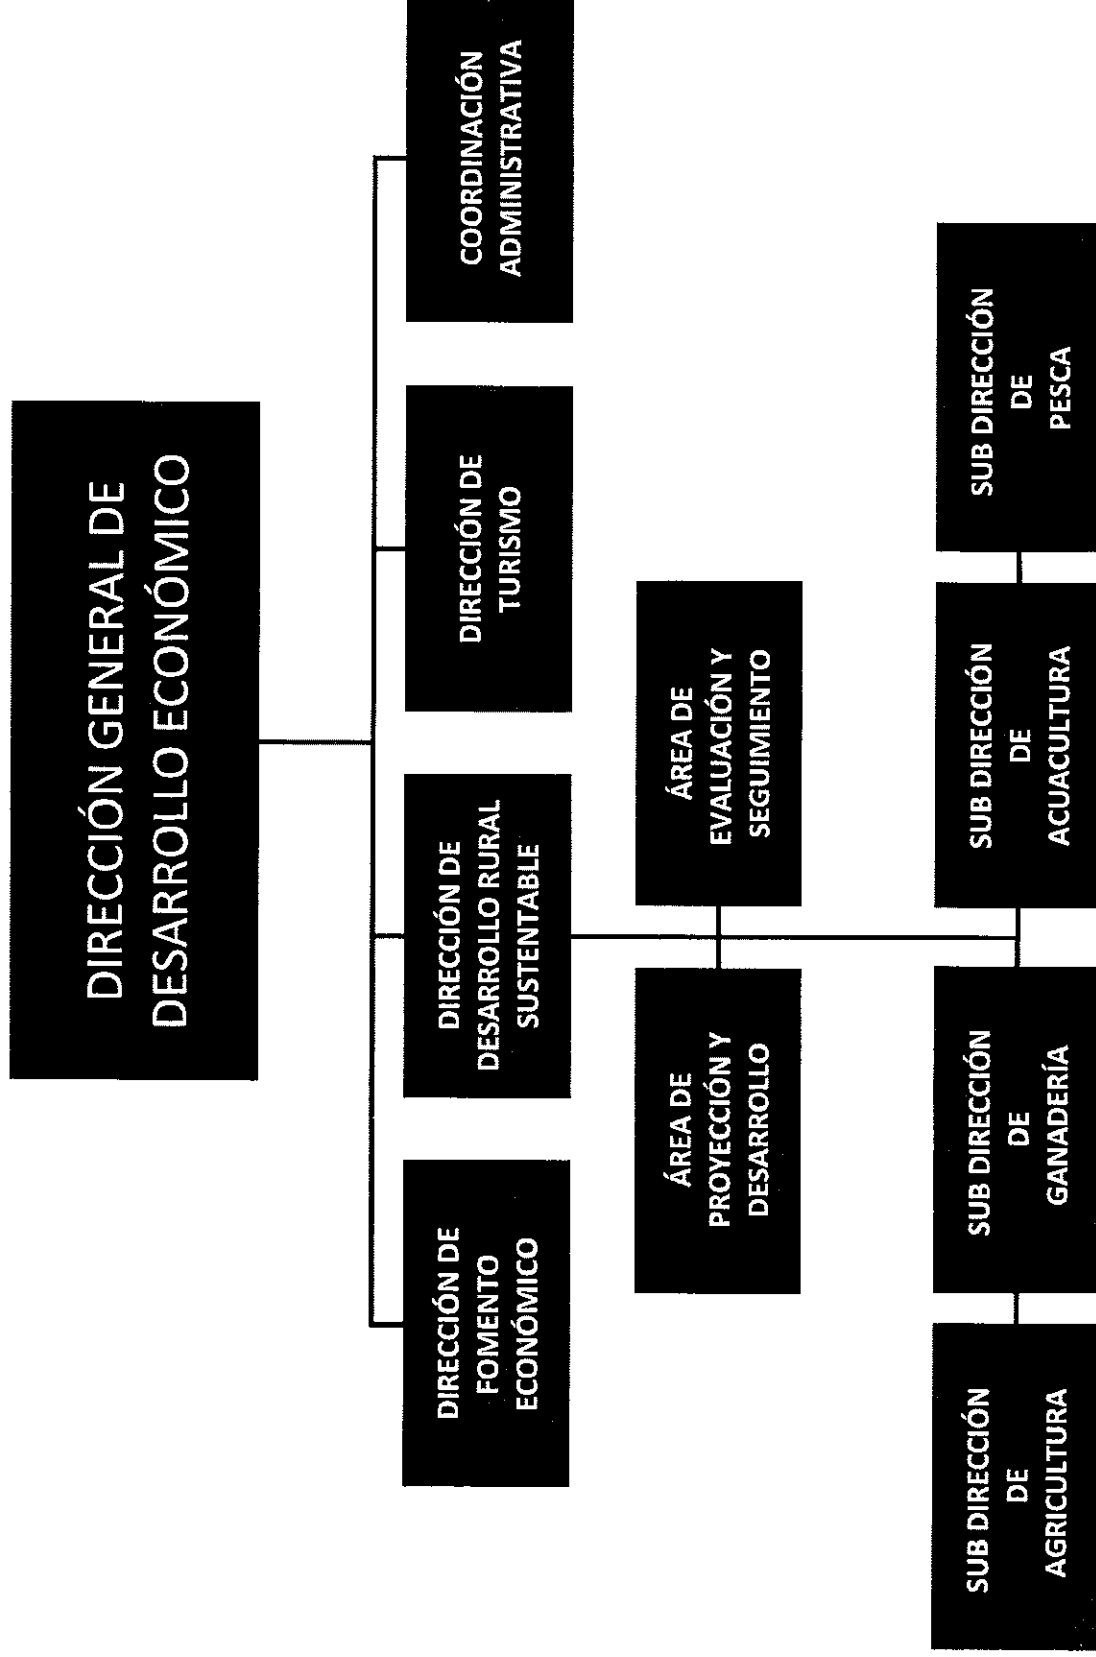 DIRECCIÓN GENERAL DE
DESARROLLO ECONÓMICO
DIRECCIÓN DE
FOMENTO
ECONÓMICO
DIRECCIÓN DE
DESARROLLO RURAL
SUSTENTABLE
DIRECCIÓN DE
TURISMO
COORDINACIÓN
ADMINISTRATIVA
ÁREA DE
PROYECCIÓN Y
DESARROLLO
ÁREA DE
EVALUACIÓN Y
SEGUIMIENTO
SUB DIRECCIÓN
DE
AGRICULTURA
SUB DIRECCIÓN
DE
GANADERÍA
SUB DIRECCIÓN
DE
ACUACULTURA
SUB DIRECCIÓN
DE
PESCA